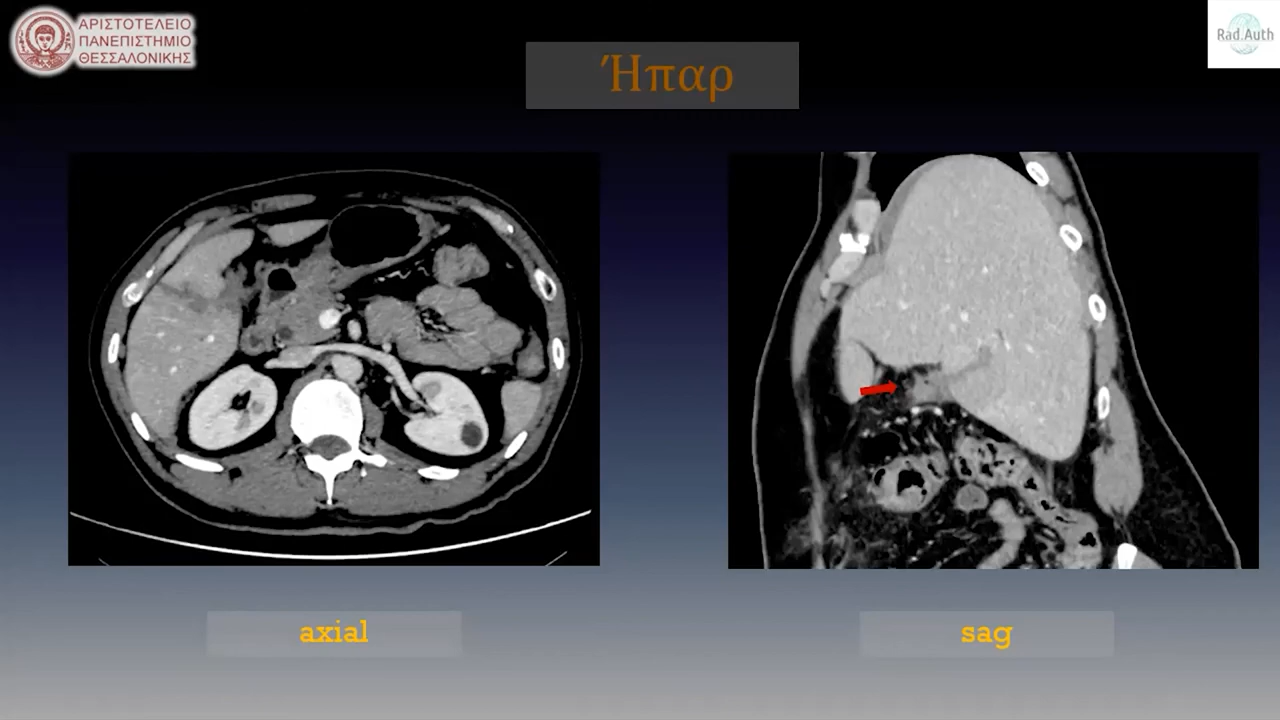 ΑΡΙΣΤΟΤΕΛΕΙΟ
ΠΑΝΕΠΙΣΤΗΜΙΟ
ΘΕΣΣΑΛΟΝΙΚΗΣ
Rad.Auth
Ήπαρ
axial
sag